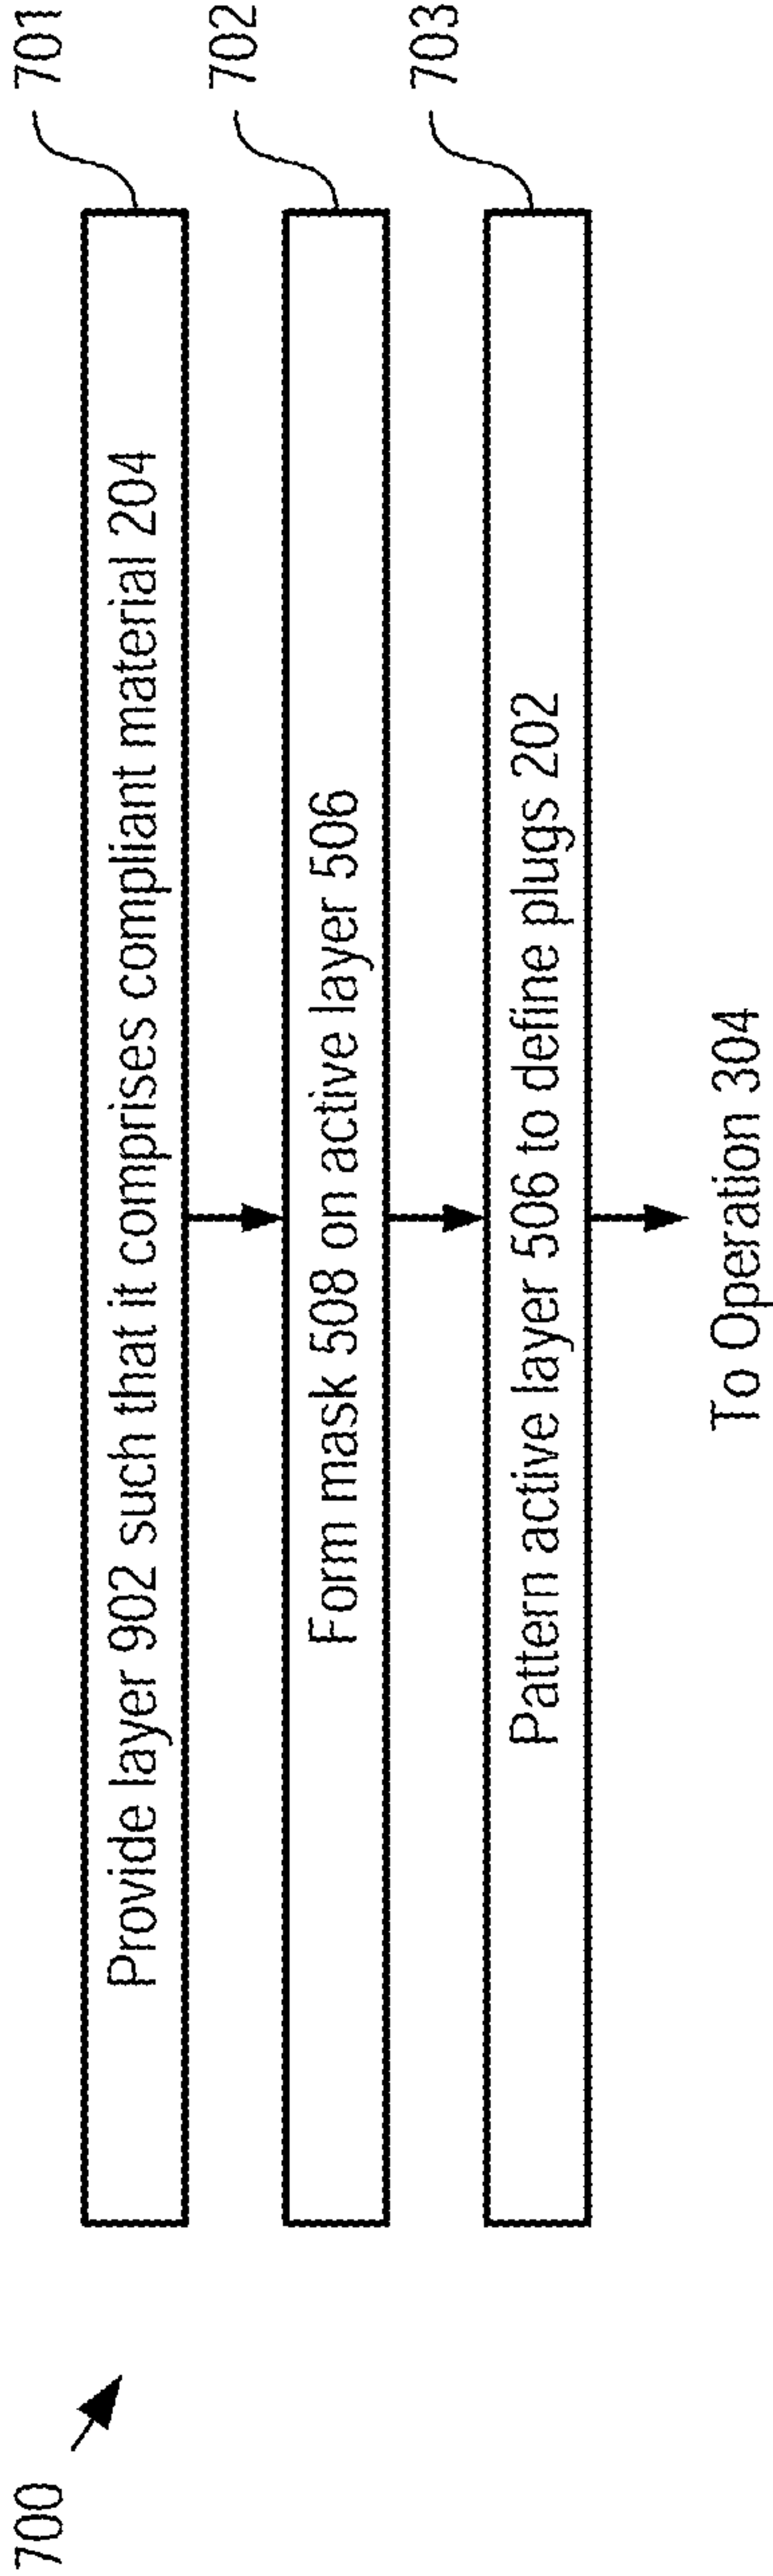 700
701
Provide layer 902 such that it comprises compliant material 204
702
Form mask 508 on active layer 506
703
Pattern active layer 506 to define plugs 202
To Operation 304